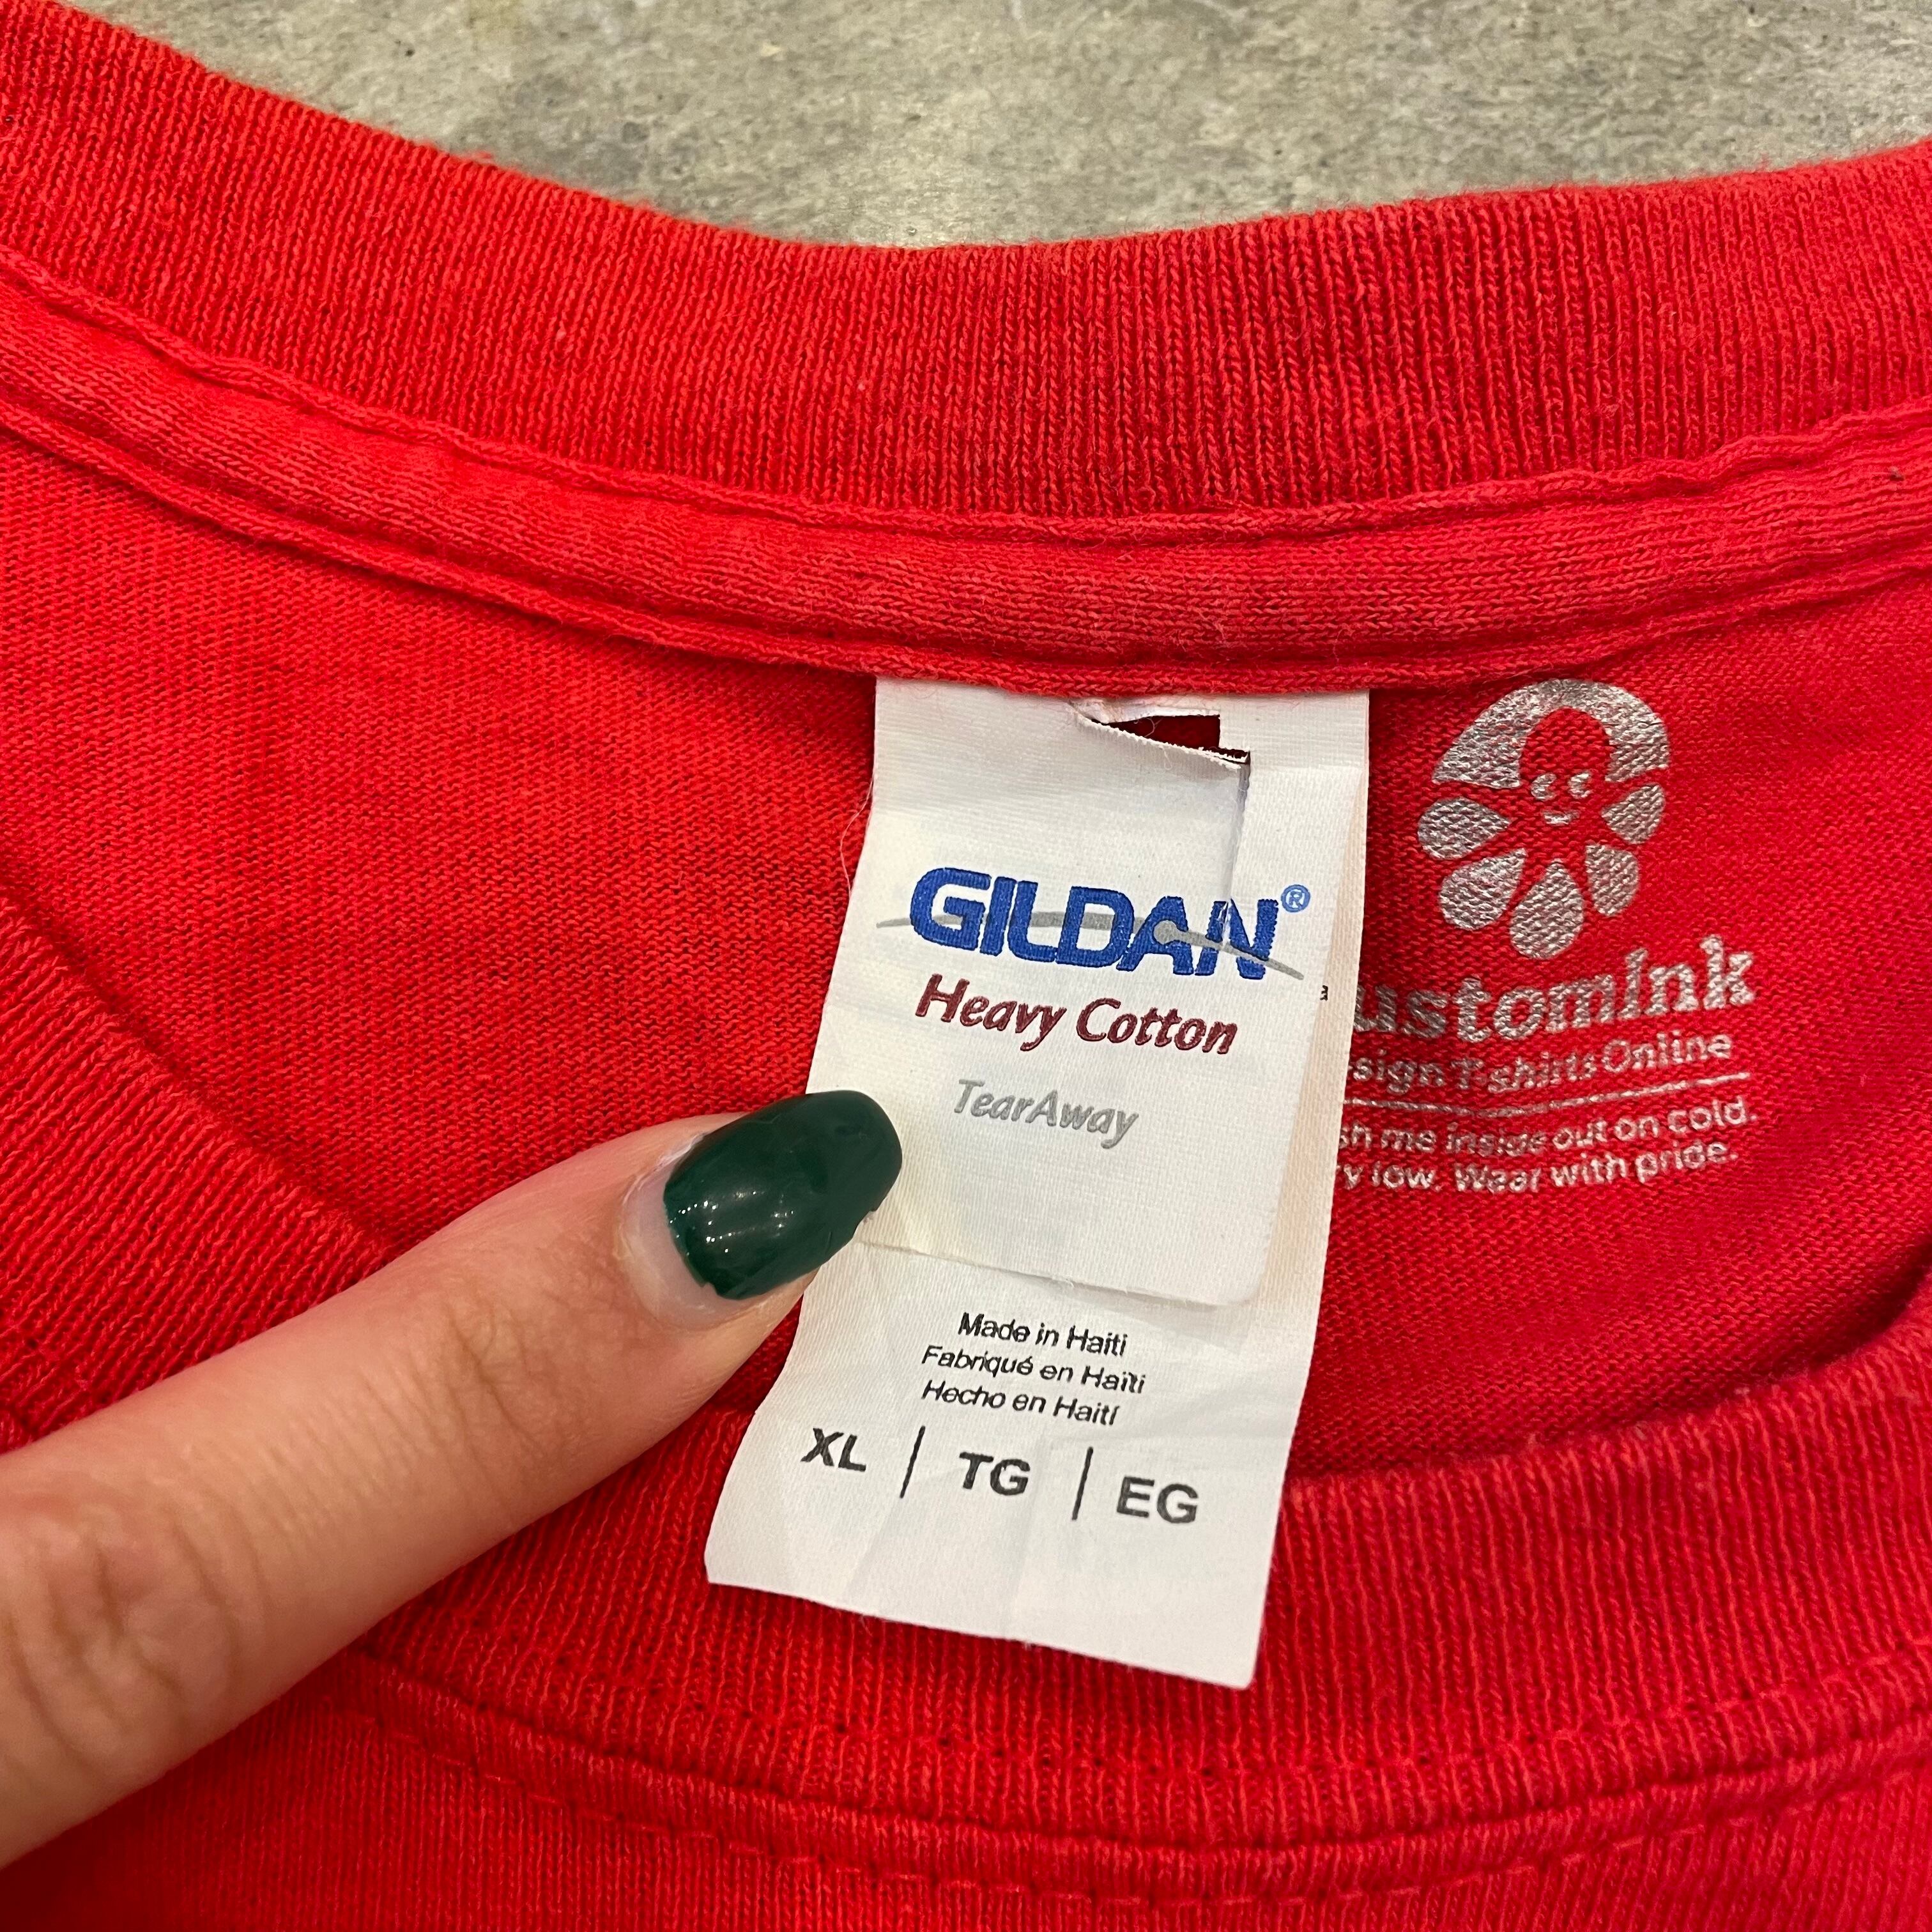 GILDAN®
Heavy Cotton
TearAway
Made in Haiti
Fabriqué en Haïti
Hecho en Haití
XL | TG | EG
ustomInk
sign T-shirts Online
sh me inside out on cold.
y low. Wear with pride.